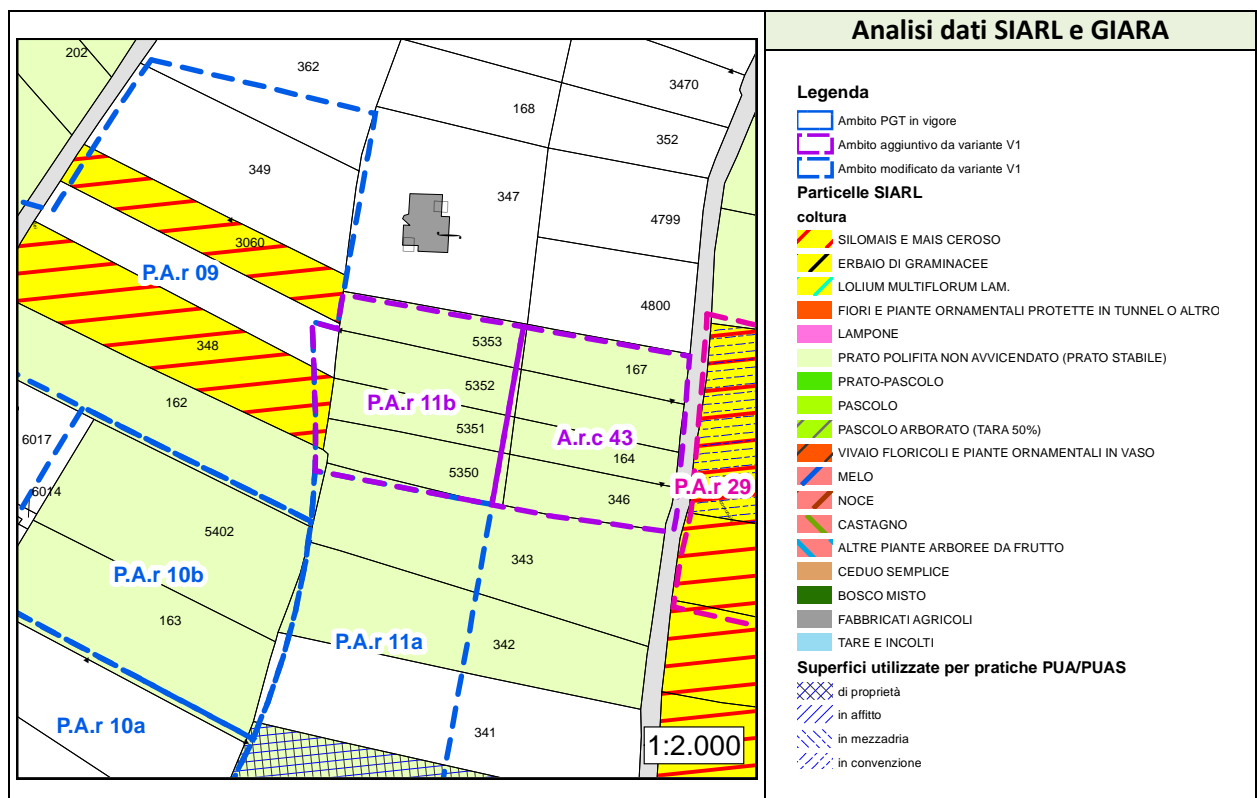 Analisi dati SIARL e GIARA
202
362
3470
168
352
349
347
4799
3060
P.A.r 09
4800
348
5353
167
162
5352
P.A.r 11b
5351
A.r.c 43
6017
5350
164
P.A.r 29
6014
346
5402
343
P.A.r 10b
163
P.A.r 11a
342
P.A.r 10a
341
1:2.000
Legenda
Ambito PGT in vigore
Ambito aggiuntivo da variante V1
Ambito modificato da variante V1
Particelle SIARL
coltura
SILOMAIS E MAIS CEROSO
ERBAIO DI GRAMINACEE
LOLIUM MULTIFLORUM LAM.
FIORI E PIANTE ORNAMENTALI PROTETTE IN TUNNEL O ALTRO
LAMPONE
PRATO POLIFITA NON AVVICENDATO (PRATO STABILE)
PRATO-PASCOLO
PASCOLO
PASCOLO ARBORATO (TARA 50%)
VIVAIO FLORICOLI E PIANTE ORNAMENTALI IN VASO
MELO
NOCE
CASTAGNO
ALTRE PIANTE ARBOREE DA FRUTTO
CEDUO SEMPLICE
BOSCO MISTO
FABBRICATI AGRICOLI
TARE E INCOLTI
Superfici utilizzate per pratiche PUA/PUAS
di proprietà
in affitto
in mezzadria
in convenzione